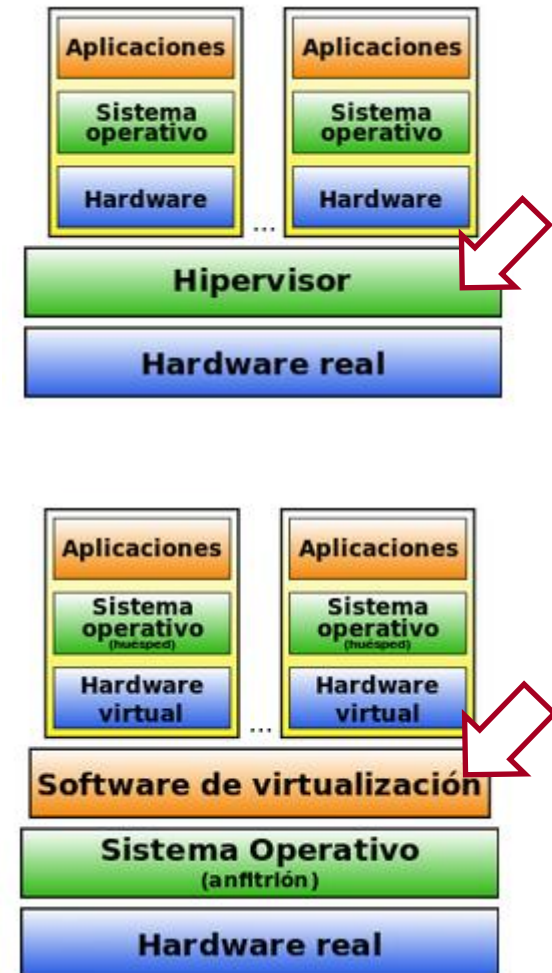 Aplicaciones
Aplicaciones
Sistema
operativo
Sistema
operativo
Hardware
Hardware
...
Hipervisor
Hardware real
Aplicaciones
Aplicaciones
Sistema
operativo
(huésped)
Sistema
operativo
(huésped)
Hardware
virtual
Hardware
virtual
...
Software de virtualización
Sistema Operativo
(anfitrión)
Hardware real